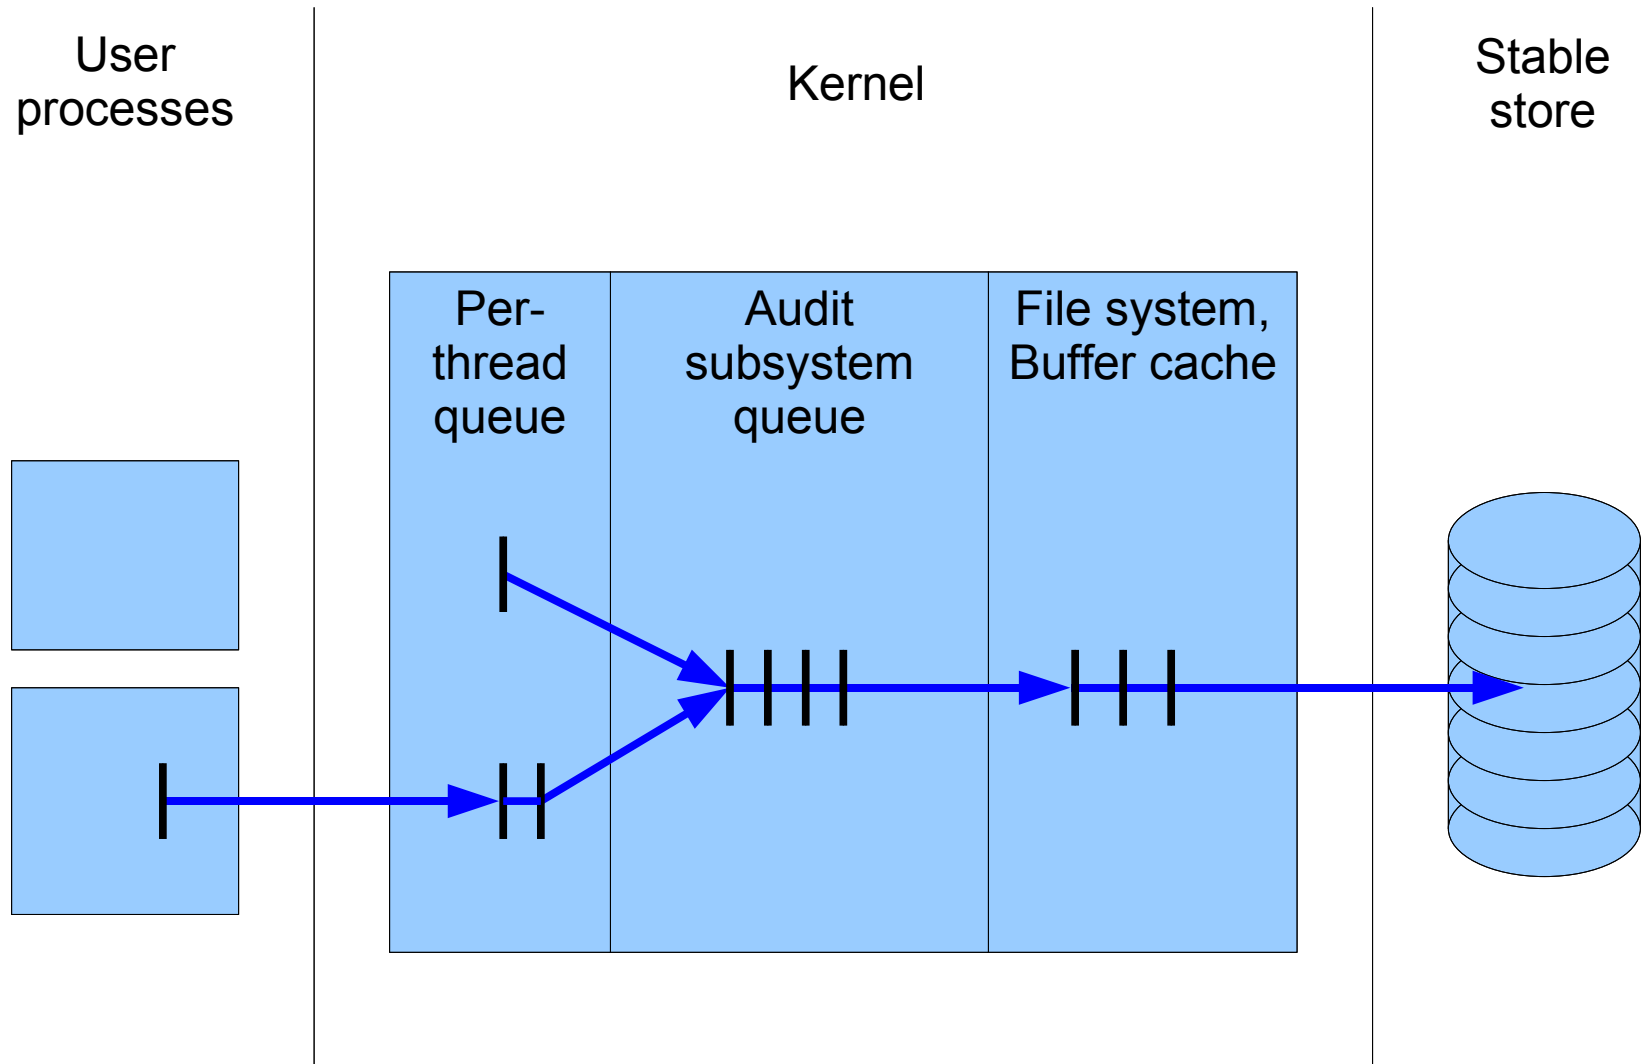 User
processes
Kernel
Stable
store
Per-
thread
queue
Audit
subsystem
queue
File system,
Buffer cache